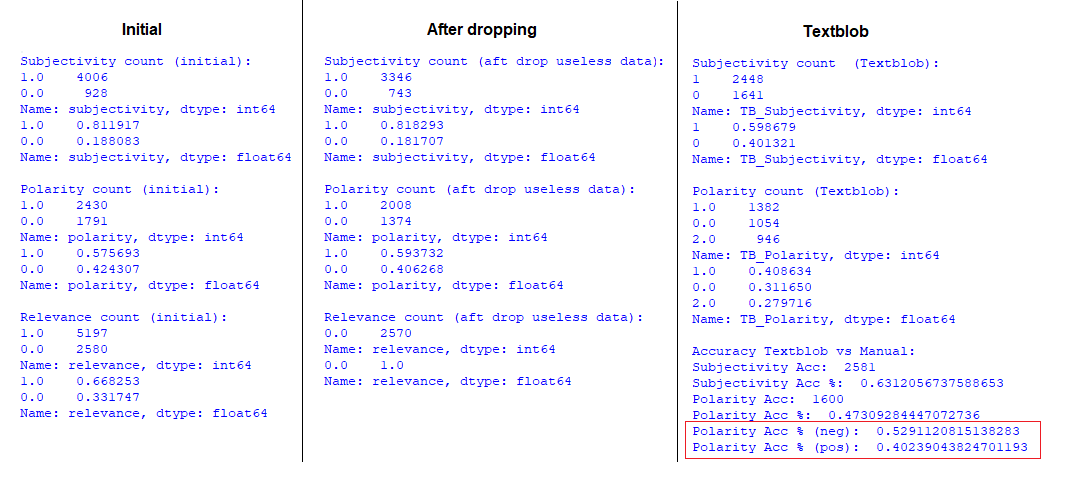 Initial
Subjectivity count (initial):
1.0    4006
0.0     928
Name: subjectivity, dtype: int64
1.0    0.811917
0.0    0.188083
Name: subjectivity, dtype: float64
Polarity count (initial):
1.0    2430
0.0    1791
Name: polarity, dtype: int64
1.0    0.575693
0.0    0.424307
Name: polarity, dtype: float64
Relevance count (initial):
1.0    5197
0.0    2580
Name: relevance, dtype: int64
1.0    0.668253
0.0    0.331747
Name: relevance, dtype: float64
After dropping
Subjectivity count (aft drop useless data):
1.0    3346
0.0     743
Name: subjectivity, dtype: int64
1.0    0.818293
0.0    0.181707
Name: subjectivity, dtype: float64
Polarity count (aft drop useless data):
1.0    2008
0.0    1374
Name: polarity, dtype: int64
1.0    0.593732
0.0    0.406268
Name: polarity, dtype: float64
Relevance count (aft drop useless data):
0.0    2570
Name: relevance, dtype: int64
0.0    1.0
Name: relevance, dtype: float64
Textblob
Subjectivity count  (Textblob):
1    2448
0    1641
Name: TB_Subjectivity, dtype: int64
1    0.598679
0    0.401321
Name: TB_Subjectivity, dtype: float64
Polarity count (Textblob):
1.0    1382
0.0    1054
2.0     946
Name: TB_Polarity, dtype: int64
1.0    0.408634
0.0    0.311650
2.0    0.279716
Name: TB_Polarity, dtype: float64
Accuracy Textblob vs Manual:
Subjectivity Acc:  2581
Subjectivity Acc %:  0.6312056737588653
Polarity Acc:  1600
Polarity Acc %:  0.47309284447072736
Polarity Acc % (neg):  0.5291120815138283
Polarity Acc % (pos):  0.40239043824701193